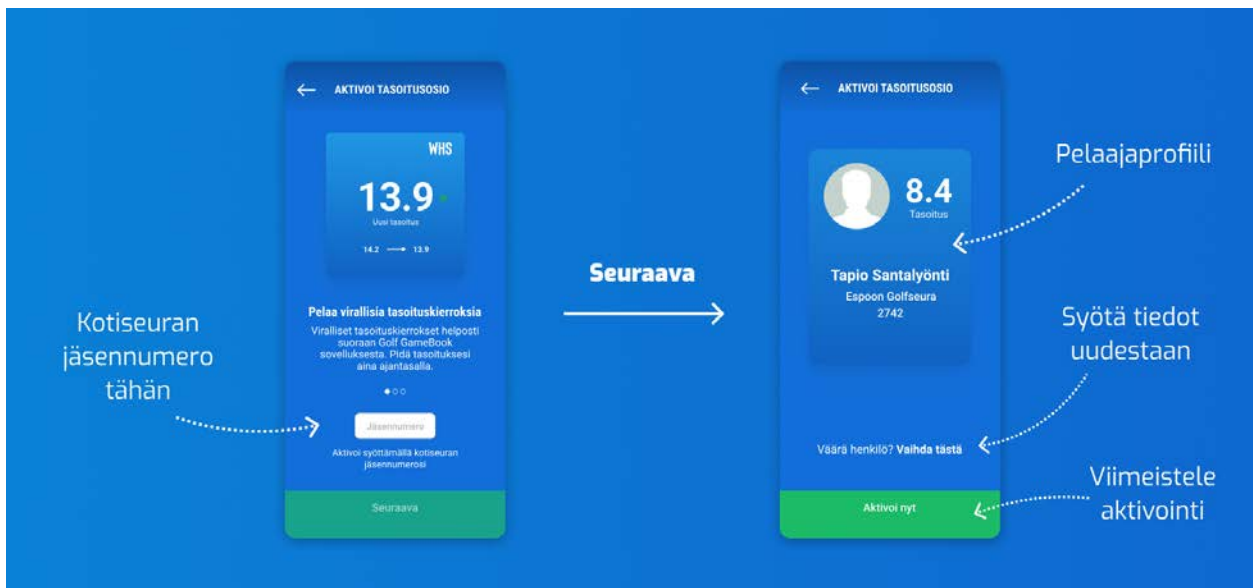 AKTIVOI TASOITUSOSIO
WHS
13.9
Uusi tasoitus
14.2
13.9
Pelaa virallisia tasoituskierroksia
Viralliset tasoituskierrokset helposti
suoraan Golf GameBook
sovelluksesta. Pidä tasoituksesi
aina ajantasalla.
Jäsennumero
Aktivoi syöttämällä kotiseuran
jäsennumerosi
Seuraava
Kotiseuran
jäsennumero
tähän
Seuraava
AKTIVOI TASOITUSOSIO
8.4
Tasoitus
Tapio Santalyönti
Espoon Golfseura
2742
Väärä henkilö? Vaihda tästä
Aktivoi nyt
Pelaajaprofiili
Syötä tiedot
uudestaan
Viimeistele
aktivointi